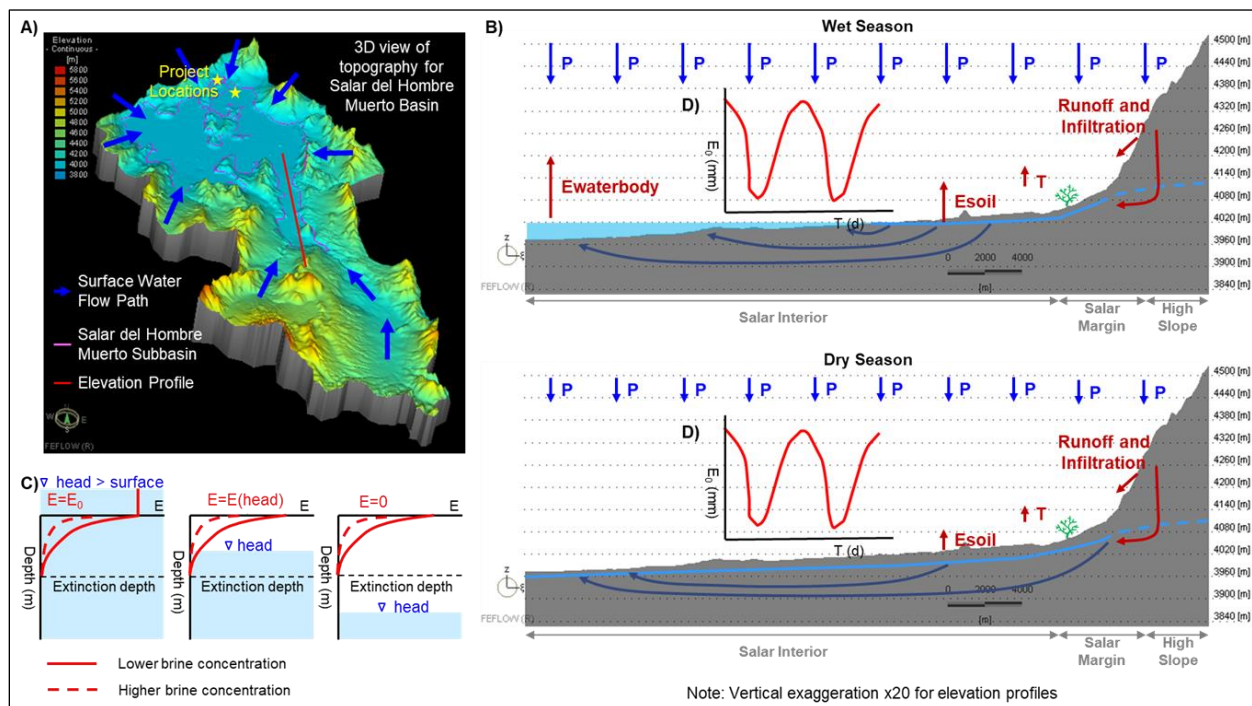 A)
Elevation
- Continuous -
[m]
5800
5600
5400
5200
5000
4800
4600
4400
4200
4000
3800
Project
Locations
3D view of
topography for
Salar del Hombre
Muerto Basin
Surface Water
Flow Path
Salar del Hombre
Muerto Subbasin
Elevation Profile
W E
S
FEFLOW (R)
B)
Wet Season
P P P P P P P P P P
4500 [m]
4440 [m]
4380 [m]
4320 [m]
4260 [m]
4200 [m]
4140 [m]
4080 [m]
4020 [m]
3960 [m]
3900 [m]
3840 [m]
D)
E₀ (mm)
T (d)
Runoff and
Infiltration
Ewaterbody
Esoil
T
z
0 2000 4000
[m]
FEFLOW (R)
Salar Interior
Salar
Margin
High
Slope
Dry Season
P P P P P P P P P P
4500 [m]
4440 [m]
4380 [m]
4320 [m]
4260 [m]
4200 [m]
4140 [m]
4080 [m]
4020 [m]
3960 [m]
3900 [m]
3840 [m]
D)
E₀ (mm)
T (d)
Runoff and
Infiltration
T
Esoil
z
0 2000 4000
[m]
FEFLOW (R)
Salar Interior
Salar
Margin
High
Slope
Note: Vertical exaggeration x20 for elevation profiles
C)
∇ head > surface
E=E₀
E
Depth (m)
Extinction depth
E=E(head)
E
∇ head
Depth (m)
Extinction depth
E=0
E
Depth (m)
Extinction depth
∇ head
Lower brine concentration
Higher brine concentration